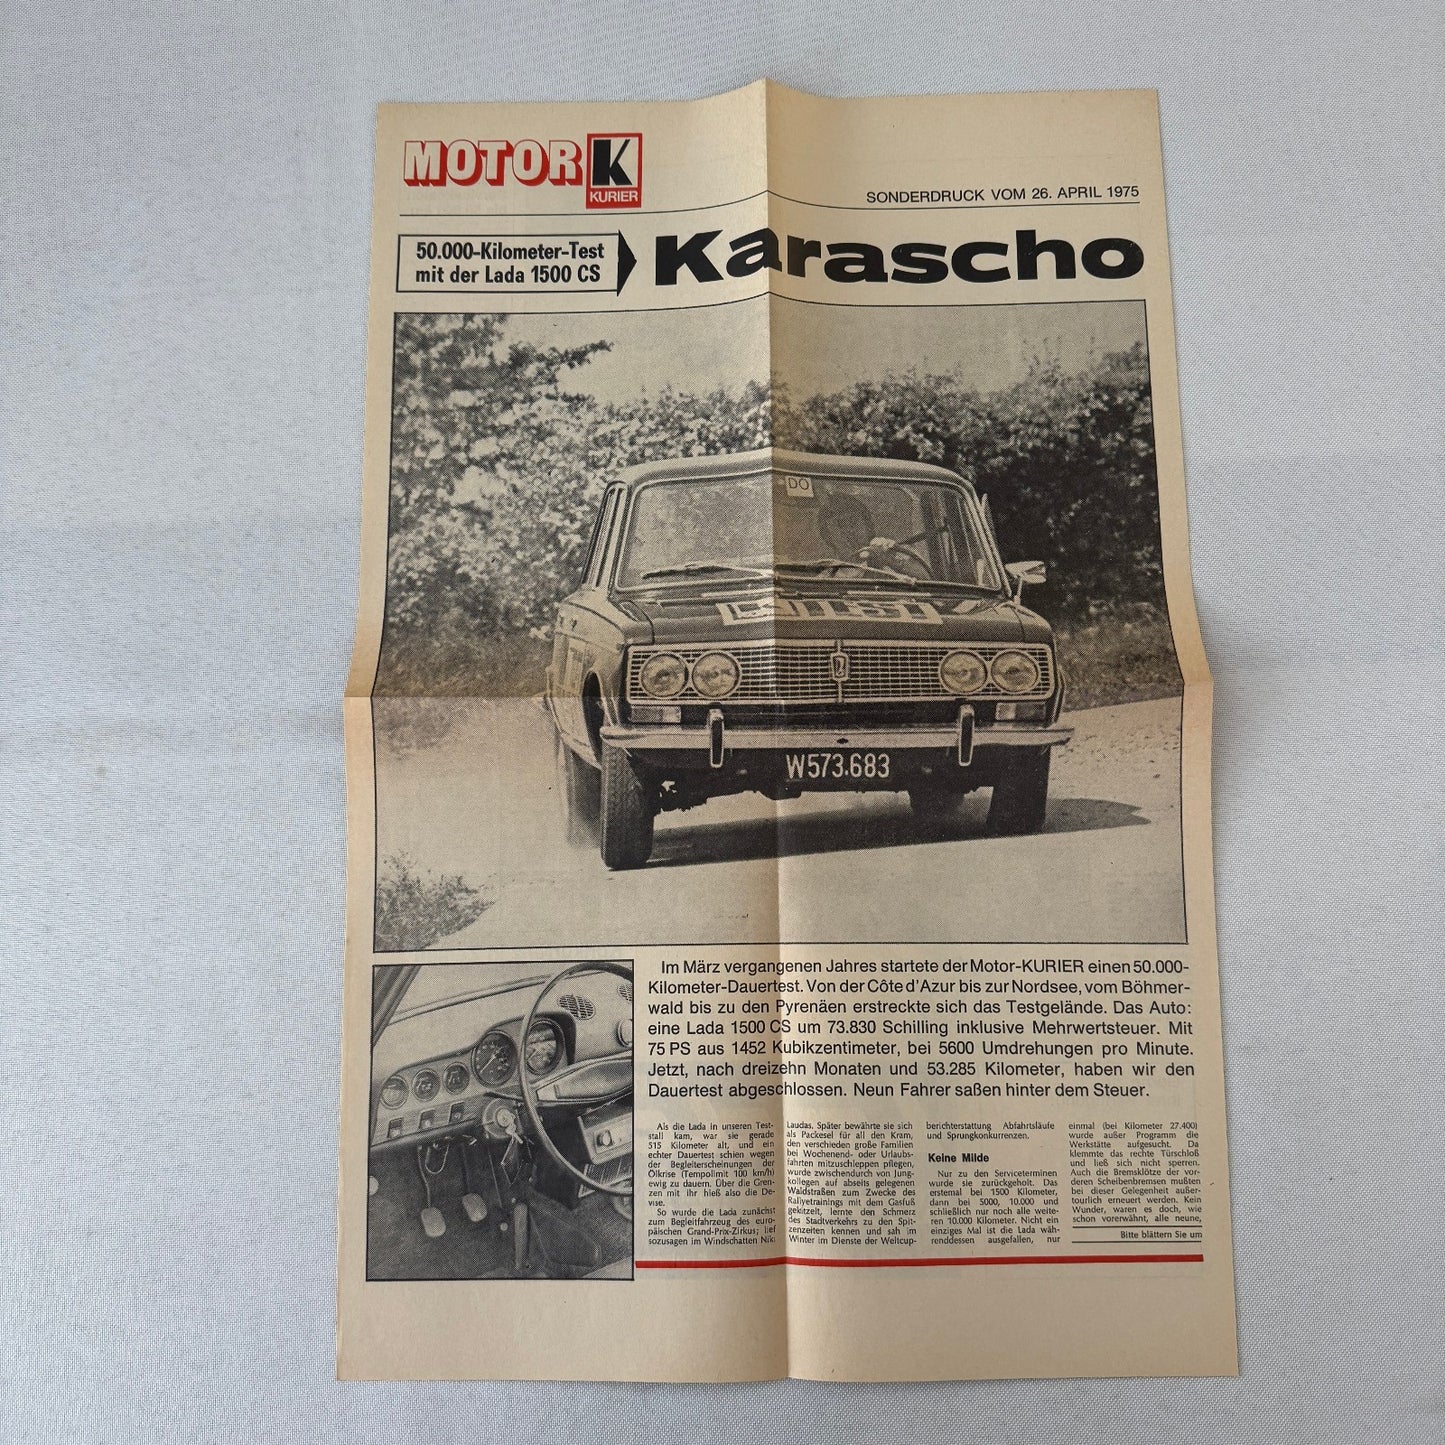 MOTOR K
KURIER
SONDERDRUCK VOM 26. APRIL 1975
50.000-Kilometer-Test
mit der Lada 1500 CS
Karascho
DO
W573.683
Im März vergangenen Jahres startete der Motor-KURIER einen 50.000-
Kilometer-Dauertest. Von der Côte d'Azur bis zur Nordsee, vom Böhmer-
wald bis zu den Pyrenäen erstreckte sich das Testgelände. Das Auto:
eine Lada 1500 CS um 73.830 Schilling inklusive Mehrwertsteuer. Mit
75 PS aus 1452 Kubikzentimeter, bei 5600 Umdrehungen pro Minute.
Jetzt, nach dreizehn Monaten und 53.285 Kilometer, haben wir den
Dauertest abgeschlossen. Neun Fahrer saßen hinter dem Steuer.
Als die Lada in unseren Test-
stall kam, war sie gerade
515 Kilometer alt, und ein
echter Dauertest schien wegen
der Begleiterscheinungen der
Ölkrise (Tempolimit 100 km/h)
ewig zu dauern. Über die Gren-
zen mit ihr hieß also die De-
vise.
So wurde die Lada zunächst
zum Begleitfahrzeug des euro-
päischen Grand-Prix-Zirkus; lief
sozusagen im Windschatten Niki
Laudas. Später bewährte sie sich
als Packesel für all den Kram,
den verschieden große Familien
bei Wochenend- oder Urlaubs-
fahrten mitzuschleppen pflegen,
wurde zwischendurch von Jung-
kollegen auf abseits gelegenen
Waldstraßen zum Zwecke des
Rallyetrainings mit dem Gasfuß
gekitzelt, lernte den Schmerz
des Stadtverkehrs zu den Spit-
zenzeiten kennen und sah im
Winter im Dienste der Weltcup-
berichterstattung Abfahrtsläufe
und Sprungkonkurrenzen.
Keine Milde
Nur zu den Serviceterminen
wurde sie zurückgeholt. Das
erstemal bei 1500 Kilometer,
dann bei 5000, 10.000 und
schließlich nur noch alle weite-
ren 10.000 Kilometer. Nicht ein
einziges Mal ist die Lada wäh-
renddessen ausgefallen, nur
einmal (bei Kilometer 27.400)
wurde außer Programm die
Werkstätte aufgesucht. Da
klemmte das rechte Türschloß
und ließ sich nicht sperren.
Auch die Bremsklötze der vor-
deren Scheibenbremsen mußten
bei dieser Gelegenheit außer-
tourlich erneuert werden. Kein
Wunder, waren es doch, wie
schon vorerwähnt, alle neune,
Bitte blättern Sie um